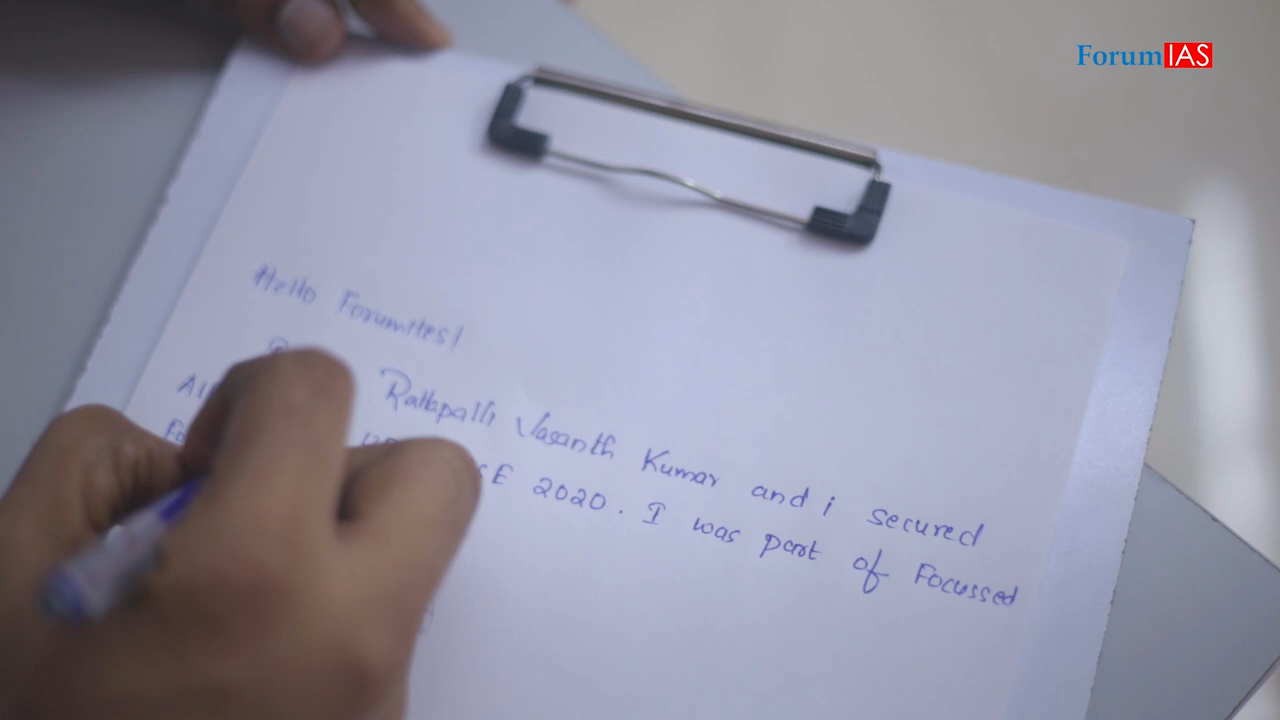 ForumIAS
Hello Forumites!
Rallapalli Vasanth Kumar and i secured
2020. I was part of Focussed